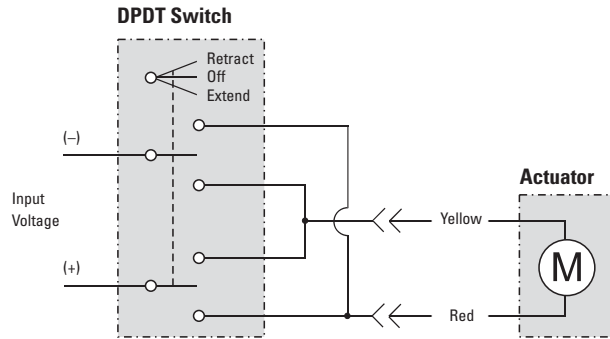 DPDT Switch
Retract
Off
Extend
(–)
Input
Voltage
(+)
Actuator
Yellow
M
Red